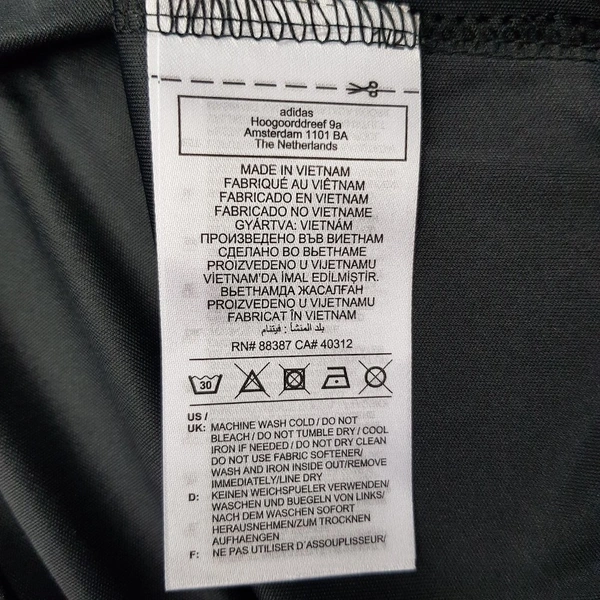 1/2
adidas
Hoogoorddreef 9a
Amsterdam 1101 BA
The Netherlands
MADE IN VIETNAM
FABRIQUÉ AU VIÊTNAM
FABRICADO EN VIETNAM
FABRICADO NO VIETNAME
GYÁRTVA: VIETNÁM
ПРОИЗВЕДЕНО ВЪВ ВИЕТНАМ
СДЕЛАНО ВО ВЬЕТНАМЕ
PROIZVEDENO U VIJETNAMU
VİETNAM'DA İMAL EDİLMİŞTİR.
ВЬЕТНАМДА ЖАСАЛҒАН
PROIZVEDENO U VIJETNAMU
FABRICAT ÎN VIETNAM
بلد المنشأ : فيتنام
RN# 88387 CA# 40312
30
US /
UK: MACHINE WASH COLD / DO NOT
BLEACH / DO NOT TUMBLE DRY / COOL
IRON IF NEEDED / DO NOT DRY CLEAN
DO NOT USE FABRIC SOFTENER/
WASH AND IRON INSIDE OUT/REMOVE
IMMEDIATELY/LINE DRY
D: KEINEN WEICHSPUELER VERWENDEN/
WASCHEN UND BUEGELN VON LINKS/
NACH DEM WASCHEN SOFORT
HERAUSNEHMEN/ZUM TROCKNEN
AUFHAENGEN
F: NE PAS UTILISER D'ASSOUPLISSEUR/